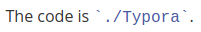 The code is `./Typora`.